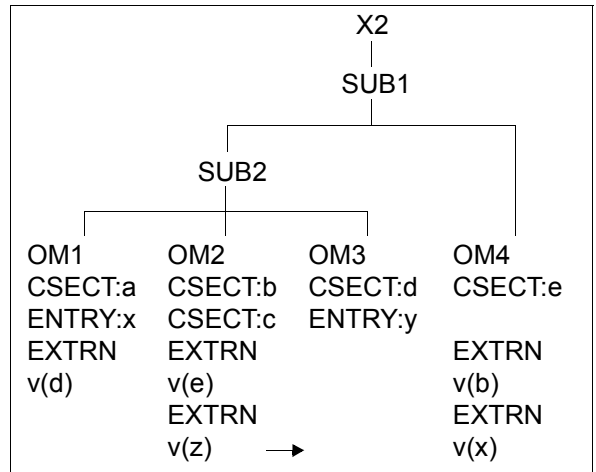 X2
SUB1
SUB2
OM1 OM2 OM3 OM4
CSECT:a CSECT:b CSECT:d CSECT:e
ENTRY:x CSECT:c ENTRY:y
EXTRN EXTRN EXTRN
v(d) v(e) v(b)
EXTRN EXTRN
v(z) v(x)